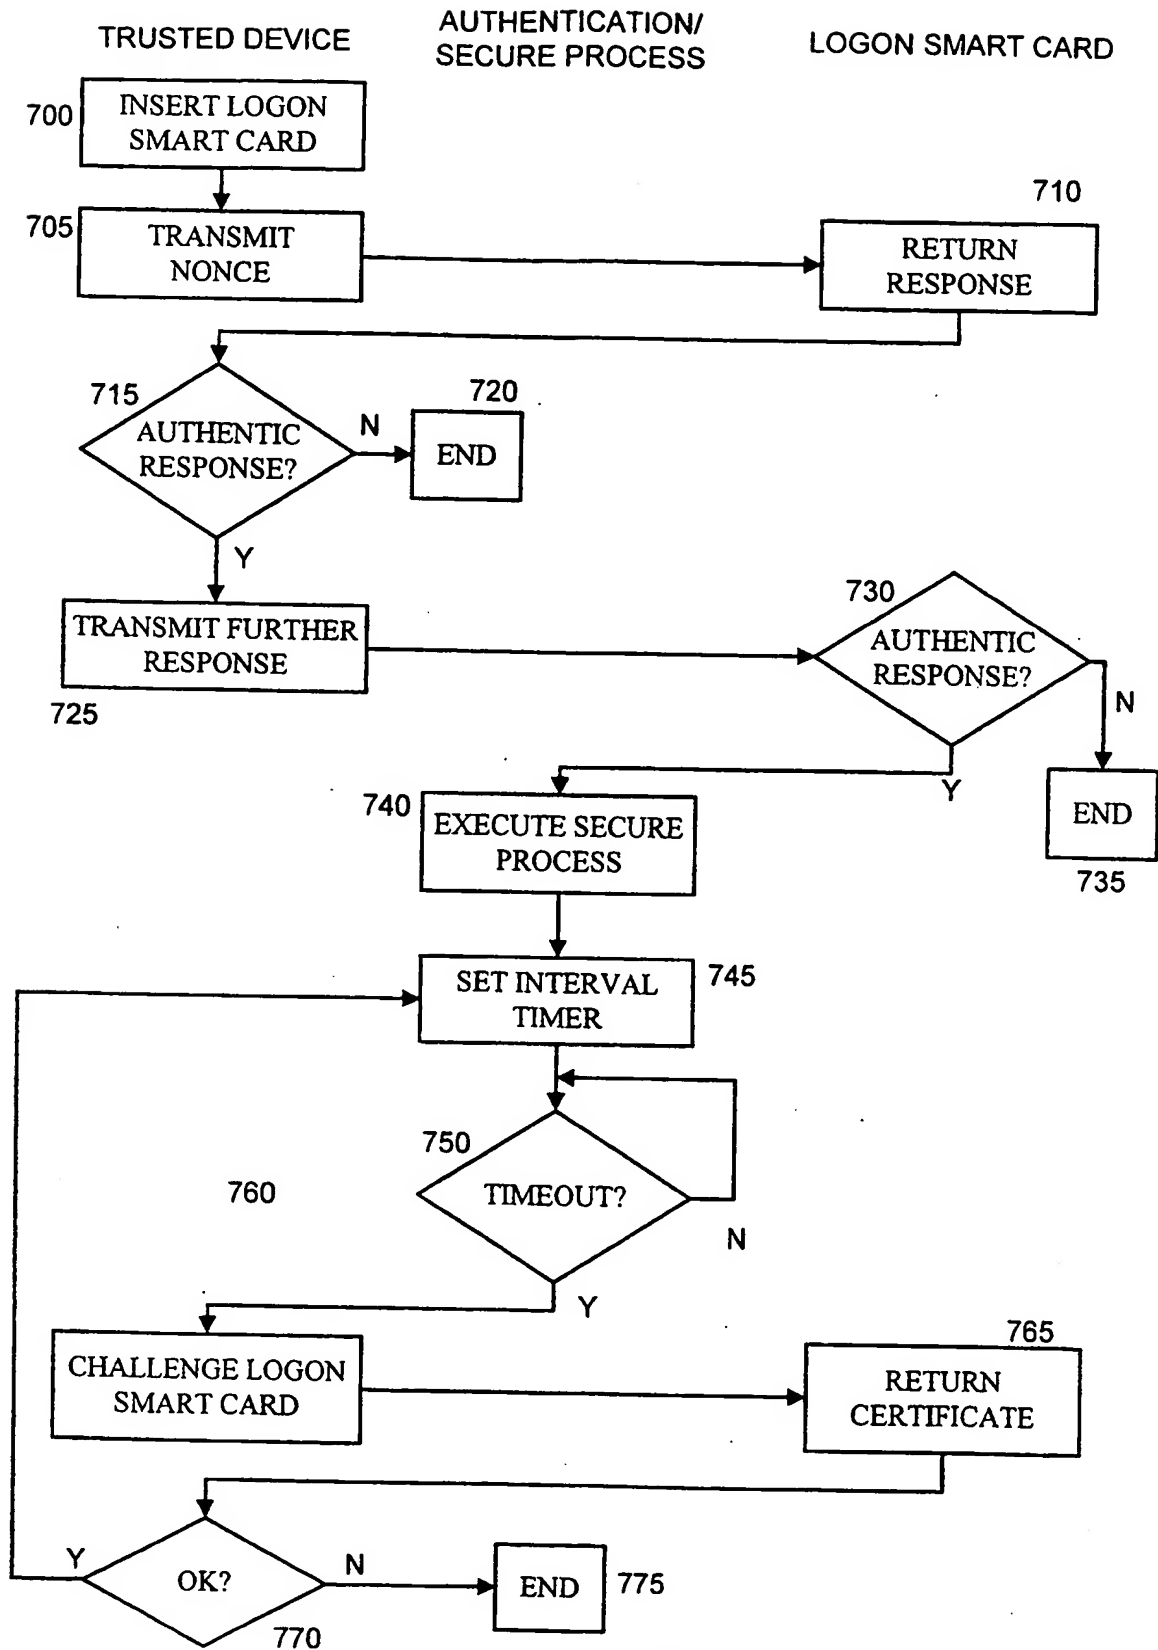 TRUSTED DEVICE
AUTHENTICATION/
SECURE PROCESS
LOGON SMART CARD
700
INSERT LOGON
SMART CARD
705
TRANSMIT
NONCE
710
RETURN
RESPONSE
715
AUTHENTIC
RESPONSE?
N
720
END
Y
TRANSMIT FURTHER
RESPONSE
725
730
AUTHENTIC
RESPONSE?
N
Y
END
735
740
EXECUTE SECURE
PROCESS
SET INTERVAL
TIMER
745
750
TIMEOUT?
N
Y
760
CHALLENGE LOGON
SMART CARD
765
RETURN
CERTIFICATE
Y
OK?
N
770
END
775